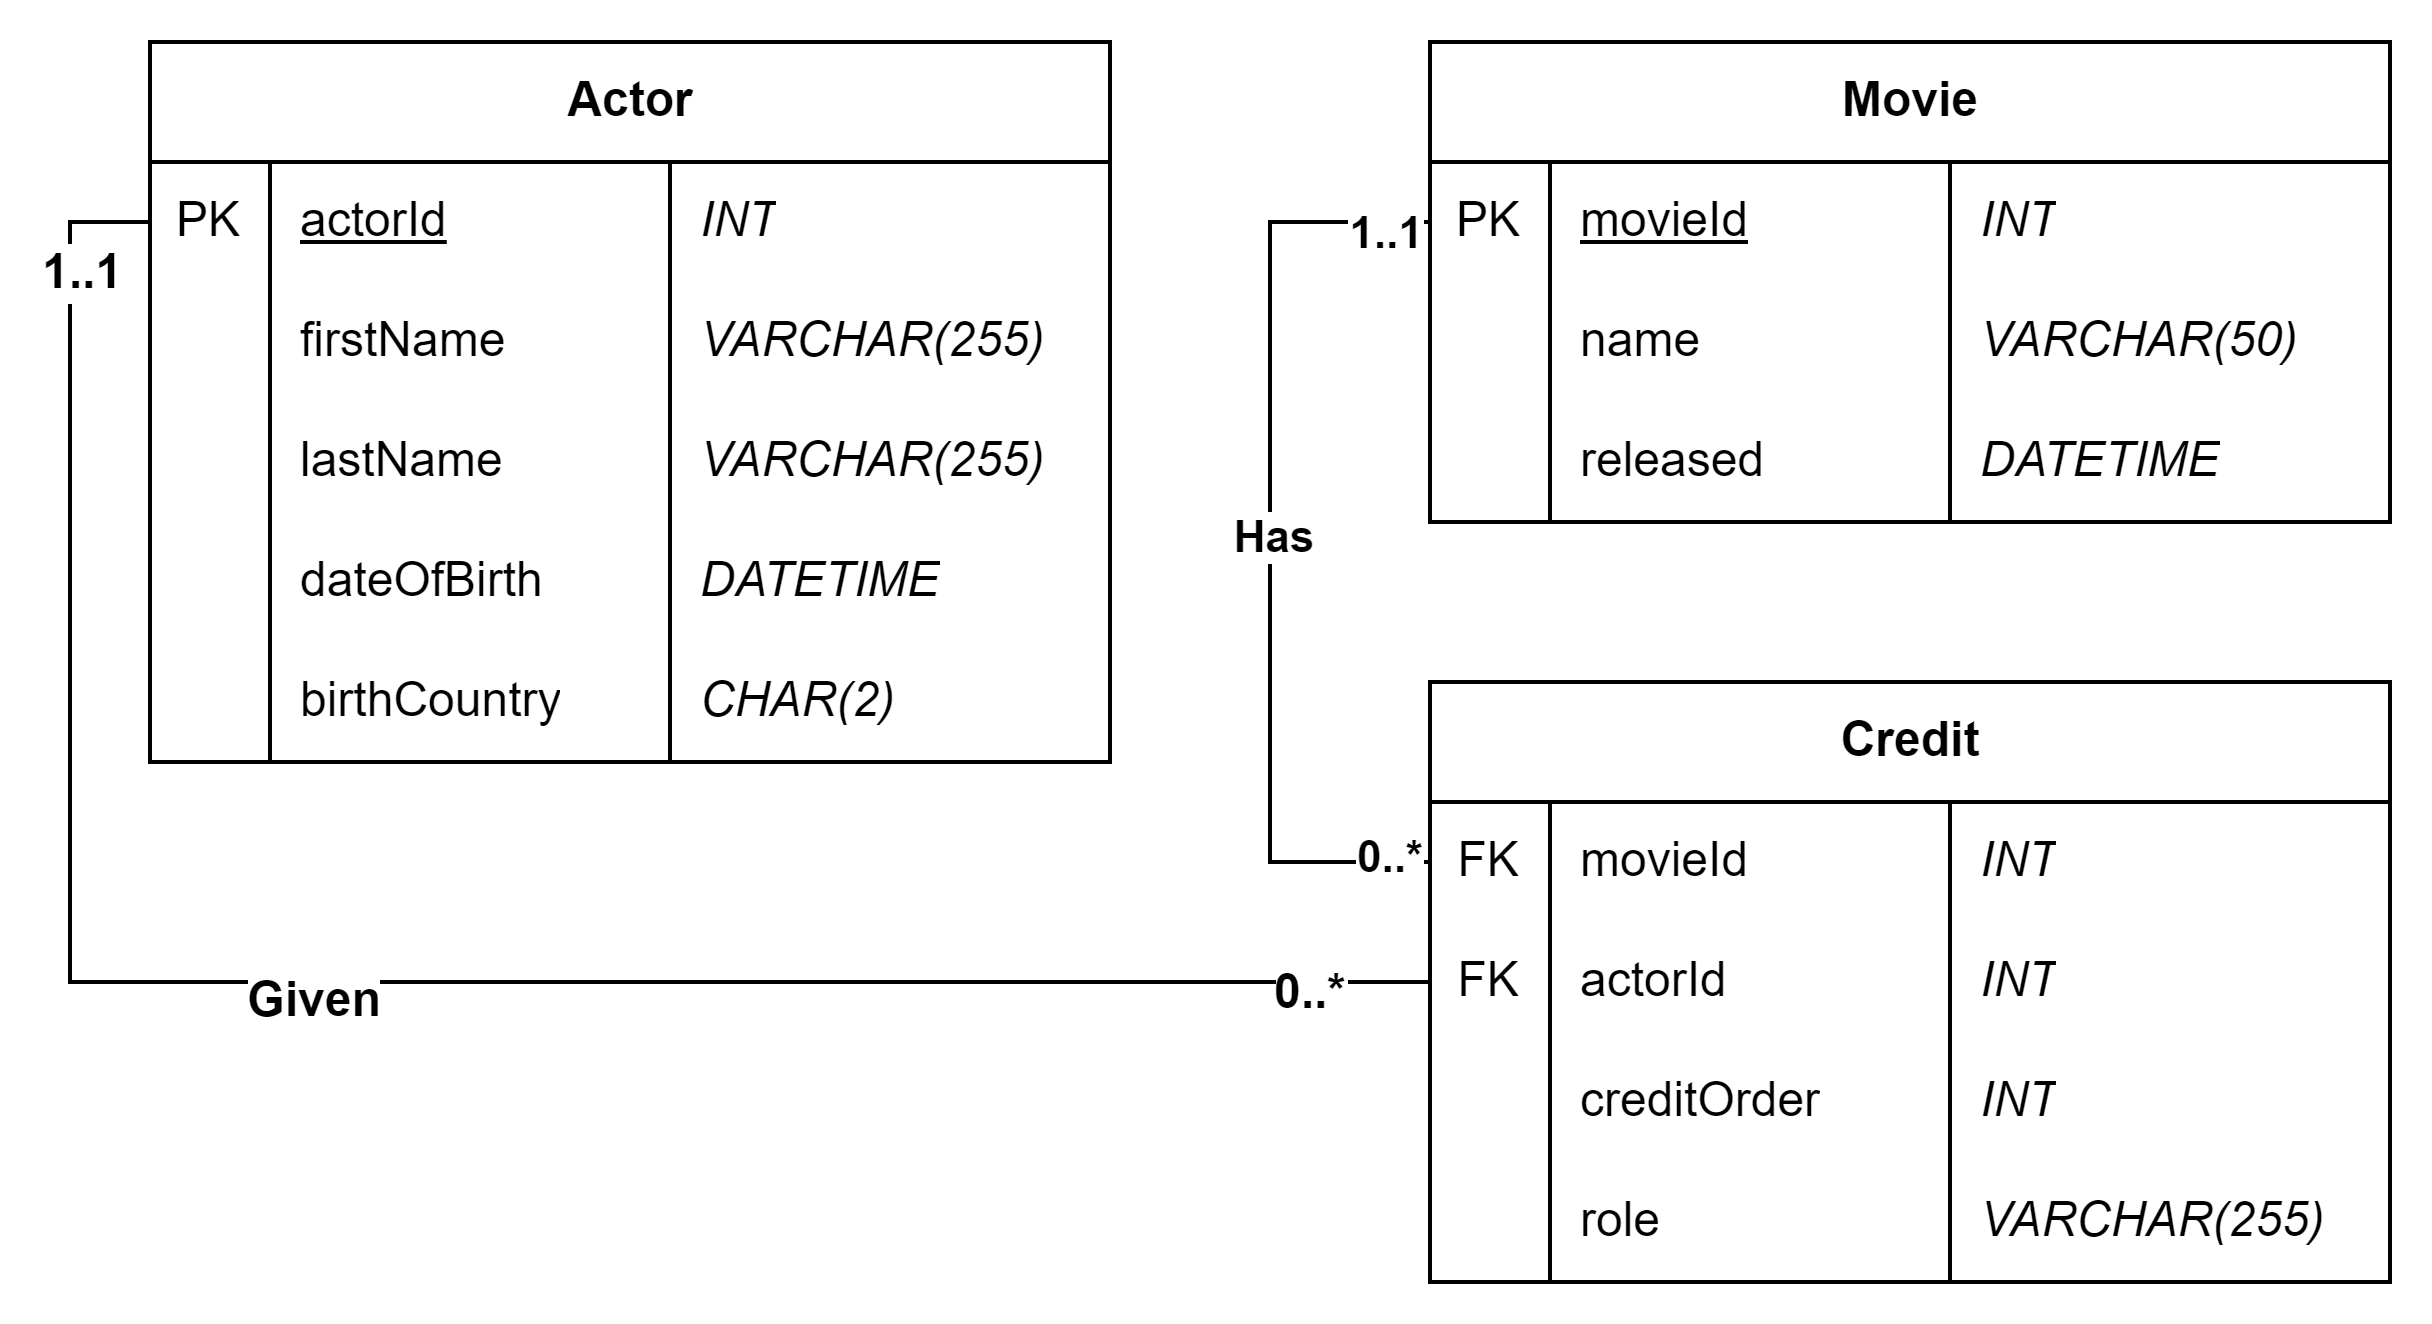 Actor
PK actorId INT
firstName VARCHAR(255)
lastName VARCHAR(255)
dateOfBirth DATETIME
birthCountry CHAR(2)
1..1
Given
0..*
Movie
PK movieId INT
name VARCHAR(50)
released DATETIME
1..1
Has
0..*
Credit
FK movieId INT
FK actorId INT
creditOrder INT
role VARCHAR(255)